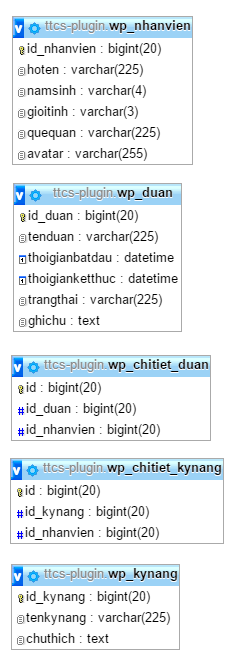 v ttcs-plugin.wp_nhanvien
id_nhanvien : bigint(20)
hoten : varchar(225)
namsinh : varchar(4)
gioitinh : varchar(3)
quequan : varchar(225)
avatar : varchar(255)
v ttcs-plugin.wp_duan
id_duan : bigint(20)
tenduan : varchar(225)
thoigianbatdau : datetime
thoigianketthuc : datetime
trangthai : varchar(225)
ghichu : text
v ttcs-plugin.wp_chitiet_duan
id : bigint(20)
# id_duan : bigint(20)
# id_nhanvien : bigint(20)
v ttcs-plugin.wp_chitiet_kynang
id : bigint(20)
# id_kynang : bigint(20)
# id_nhanvien : bigint(20)
v ttcs-plugin.wp_kynang
id_kynang : bigint(20)
tenkynang : varchar(225)
chuthich : text